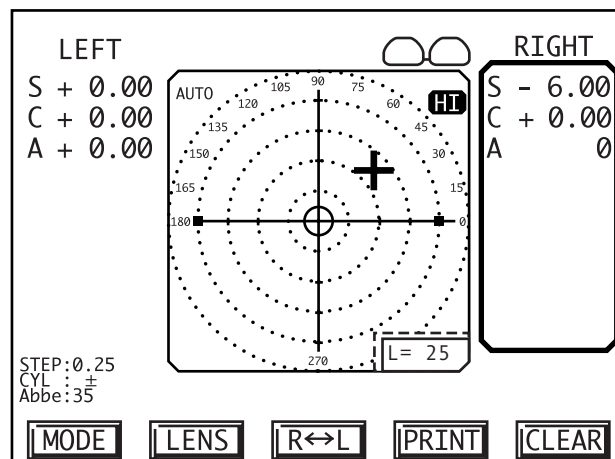 LEFT
RIGHT
S + 0.00
C + 0.00
A + 0.00
AUTO
HI
105 90 75
120 60
135 45
150 30
165 15
180 0
270
L= 25
S - 6.00
C + 0.00
A 0
STEP:0.25
CYL : ±
Abbe:35
MODE LENS R↔L PRINT CLEAR